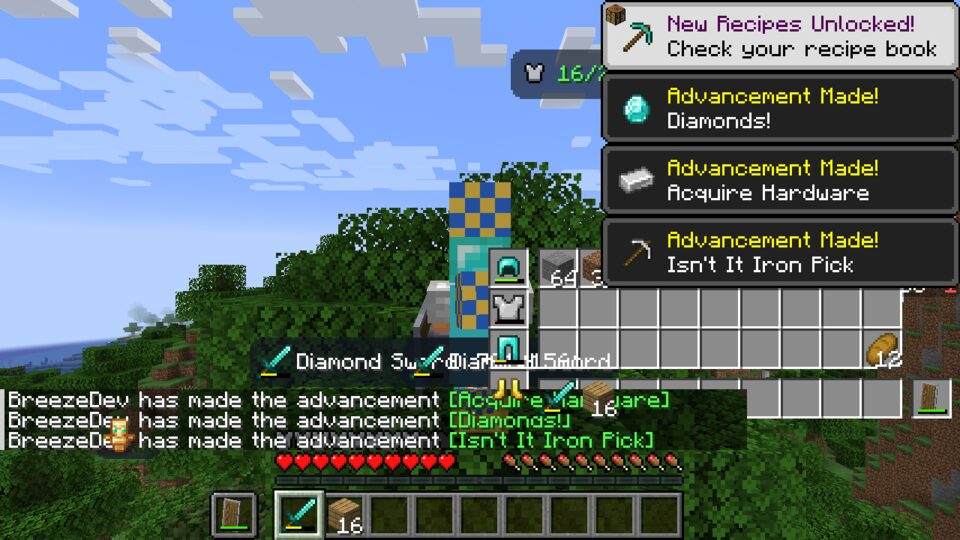 New Recipes Unlocked!
Check your recipe book
16/
Advancement Made!
Diamonds!
Advancement Made!
Acquire Hardware
Advancement Made!
Isn't It Iron Pick
64
12
Diamond Sword
16
BreezeDev has made the advancement [Acquire Hardware]
BreezeDev has made the advancement [Diamonds!]
BreezeDev has made the advancement [Isn't It Iron Pick]
16